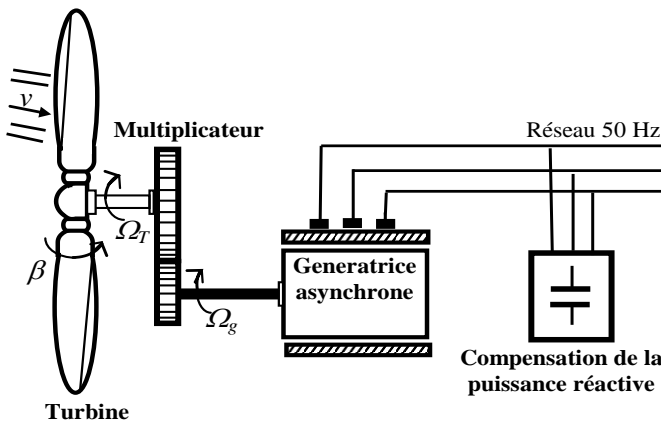 v
Multiplicateur
Réseau 50 Hz
Ω_T
β
Generatrice
asynchrone
Ω_g
Compensation de la
puissance réactive
Turbine